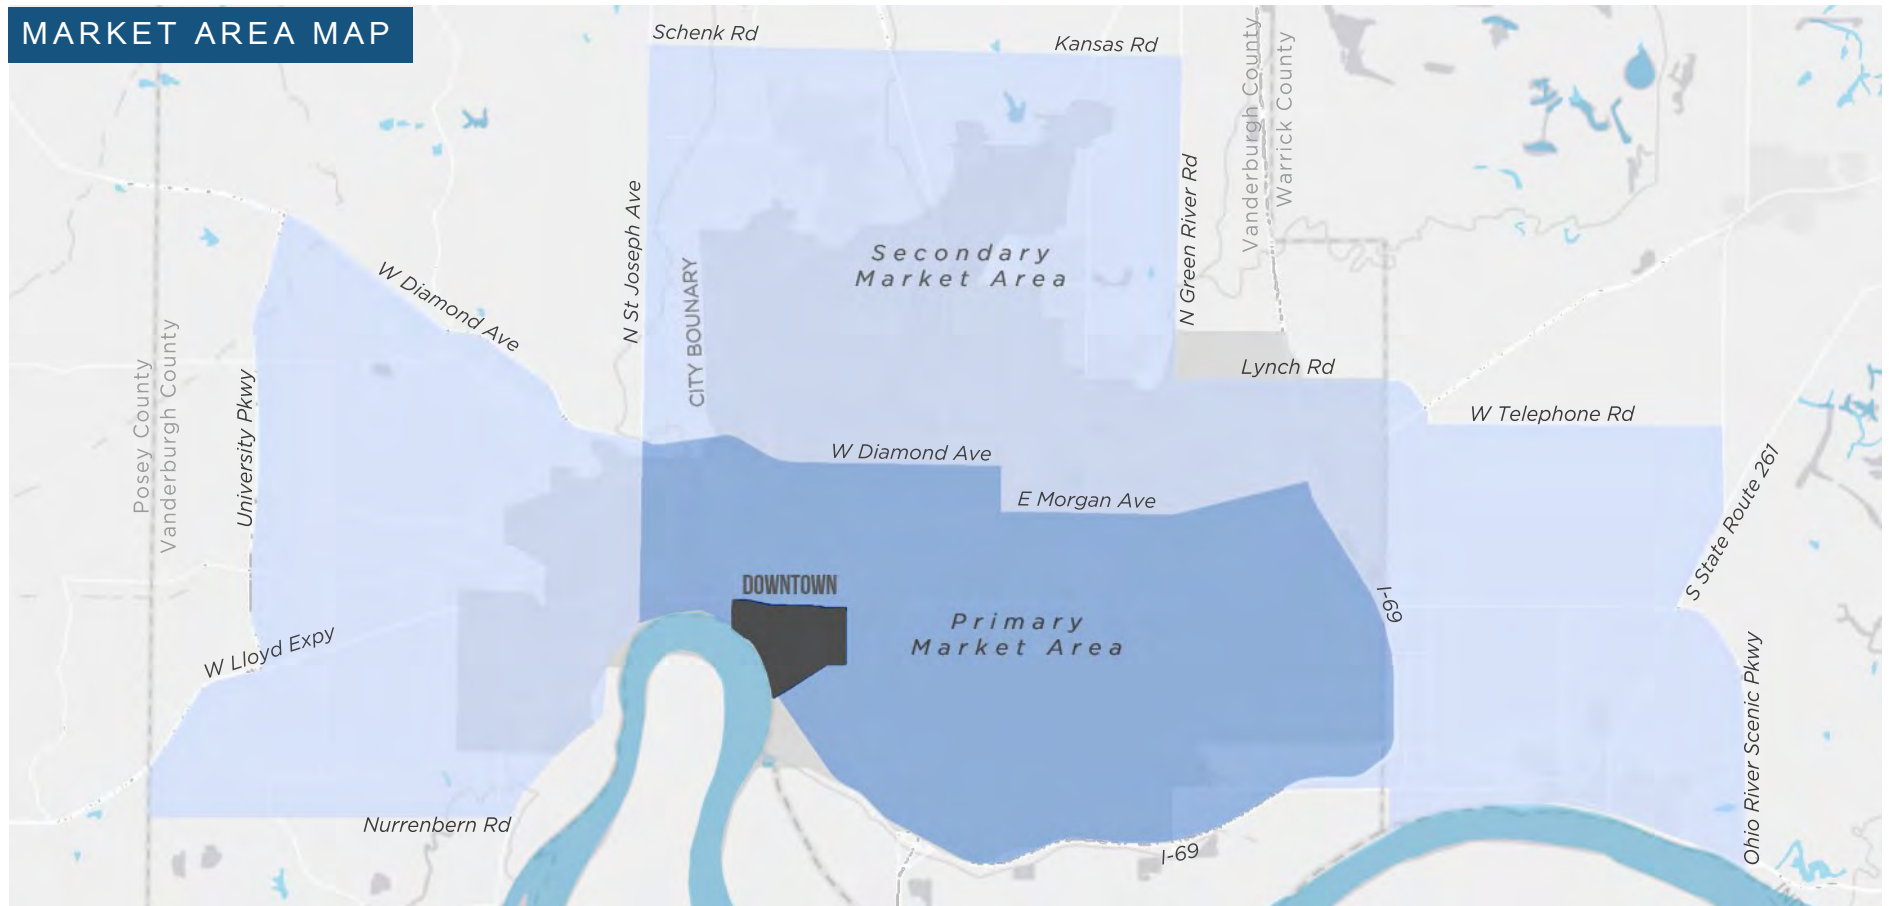 MARKET AREA MAP
Schenk Rd
Kansas Rd
Vanderburgh County
Warrick County
N St Joseph Ave
N Green River Rd
Secondary
Market Area
W Diamond Ave
CITY BOUNARY
Posey County
Vanderburgh County
University Pkwy
Lynch Rd
W Telephone Rd
W Diamond Ave
E Morgan Ave
S State Route 261
DOWNTOWN
I-69
Primary
Market Area
W Lloyd Expy
Ohio River Scenic Pkwy
Nurrenbern Rd
I-69